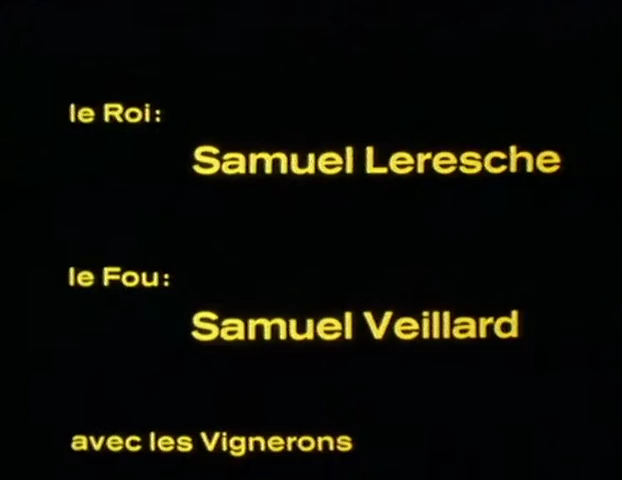 le Roi:
Samuel Leresche
le Fou:
Samuel Veillard
avec les Vignerons